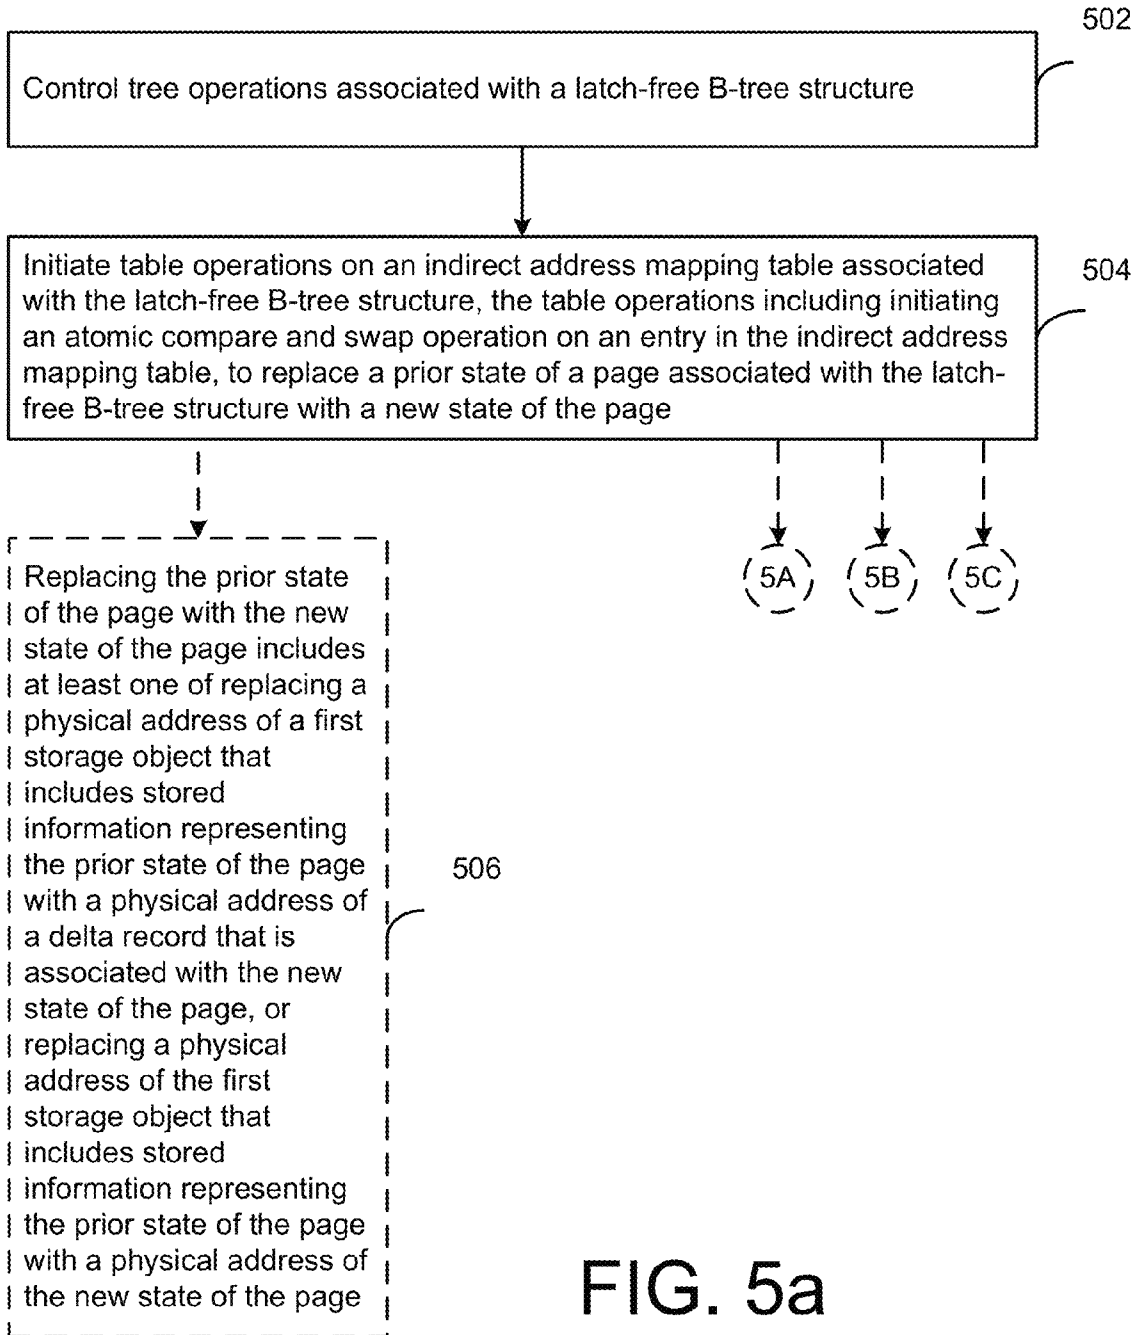 502
Control tree operations associated with a latch-free B-tree structure
Initiate table operations on an indirect address mapping table associated
with the latch-free B-tree structure, the table operations including initiating
an atomic compare and swap operation on an entry in the indirect address
mapping table, to replace a prior state of a page associated with the latch-
free B-tree structure with a new state of the page
504
5A
5B
5C
Replacing the prior state
of the page with the new
state of the page includes
at least one of replacing a
physical address of a first
storage object that
includes stored
information representing
the prior state of the page
with a physical address of
a delta record that is
associated with the new
state of the page, or
replacing a physical
address of the first
storage object that
includes stored
information representing
the prior state of the page
with a physical address of
the new state of the page
506
FIG. 5a